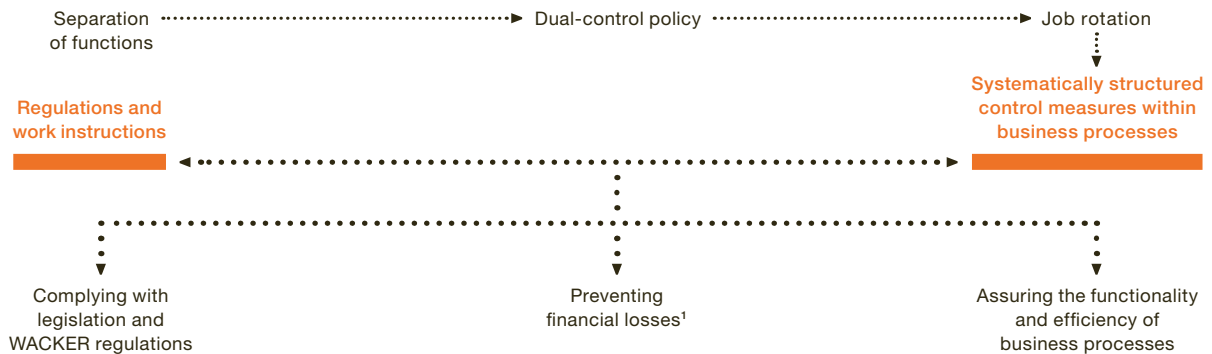 Separation
of functions
Dual-control policy
Job rotation
Regulations and
work instructions
Systematically structured
control measures within
business processes
Complying with
legislation and
WACKER regulations
Preventing
financial losses¹
Assuring the functionality
and efficiency of
business processes